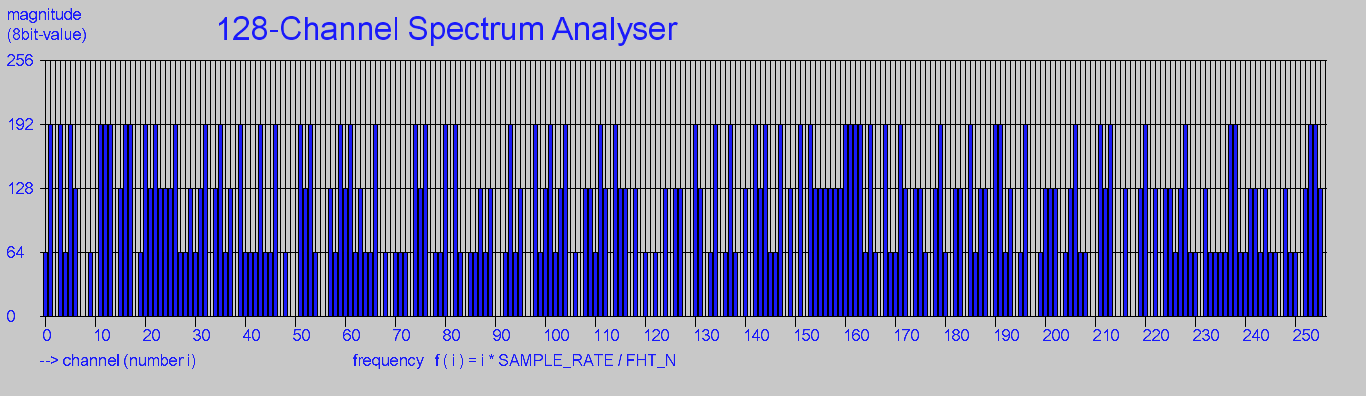 magnitude
(8bit-value)
128-Channel Spectrum Analyser
256
192
128
64
0
0 10 20 30 40 50 60 70 80 90 100 110 120 130 140 150 160 170 180 190 200 210 220 230 240 250
--> channel (number i)
frequency f ( i ) = i * SAMPLE_RATE / FHT_N